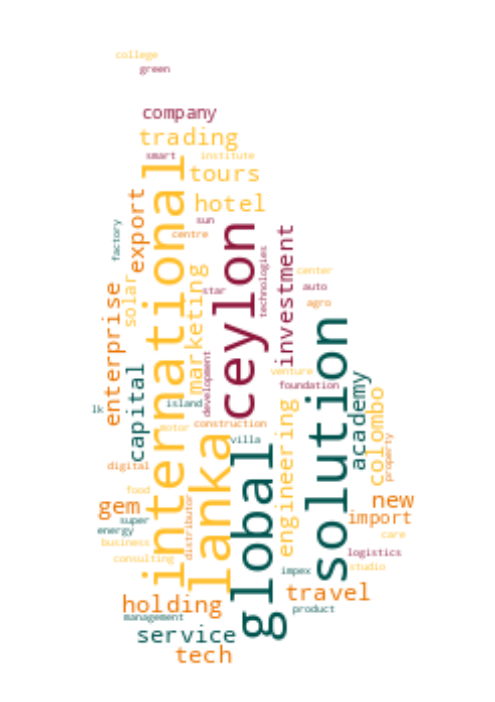 college
green
company
trading
smart
institute
international
tours
export
hotel
sun
factory
centre
ceylon
investment
technologies
marketing
center
solar
enterprise
star
auto
agro
solution
development
capital
venture
academy
foundation
colombo
island
lk
engineering
motor
construction
lanka
villa
global
property
digital
food
gem
new
distributor
super
import
energy
care
business
logistics
consulting
impex
studio
travel
holding
product
management
service
tech